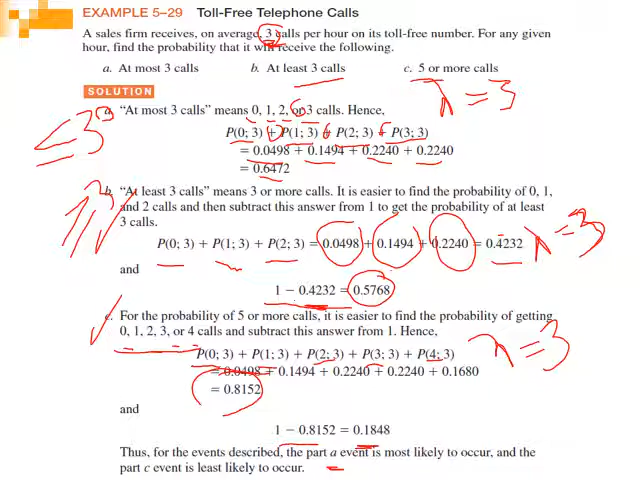 EXAMPLE 5–29 Toll-Free Telephone Calls
A sales firm receives, on average, 3 calls per hour on its toll-free number. For any given
hour, find the probability that it will receive the following.
a. At most 3 calls b. At least 3 calls c. 5 or more calls
λ = 3
SOLUTION
a. “At most 3 calls” means 0, 1, 2, or 3 calls. Hence,
≤3
P(0; 3) + P(1; 3) + P(2; 3) + P(3; 3)
= 0.0498 + 0.1494 + 0.2240 + 0.2240
= 0.6472
b. “At least 3 calls” means 3 or more calls. It is easier to find the probability of 0, 1,
and 2 calls and then subtract this answer from 1 to get the probability of at least
3 calls.
≥3
P(0; 3) + P(1; 3) + P(2; 3) = 0.0498 + 0.1494 + 0.2240 = 0.4232
λ = 3
and
1 − 0.4232 = 0.5768
c. For the probability of 5 or more calls, it is easier to find the probability of getting
0, 1, 2, 3, or 4 calls and subtract this answer from 1. Hence,
P(0; 3) + P(1; 3) + P(2; 3) + P(3; 3) + P(4; 3)
λ = 3
= 0.0498 + 0.1494 + 0.2240 + 0.2240 + 0.1680
= 0.8152
and
1 − 0.8152 = 0.1848
Thus, for the events described, the part a event is most likely to occur, and the
part c event is least likely to occur.